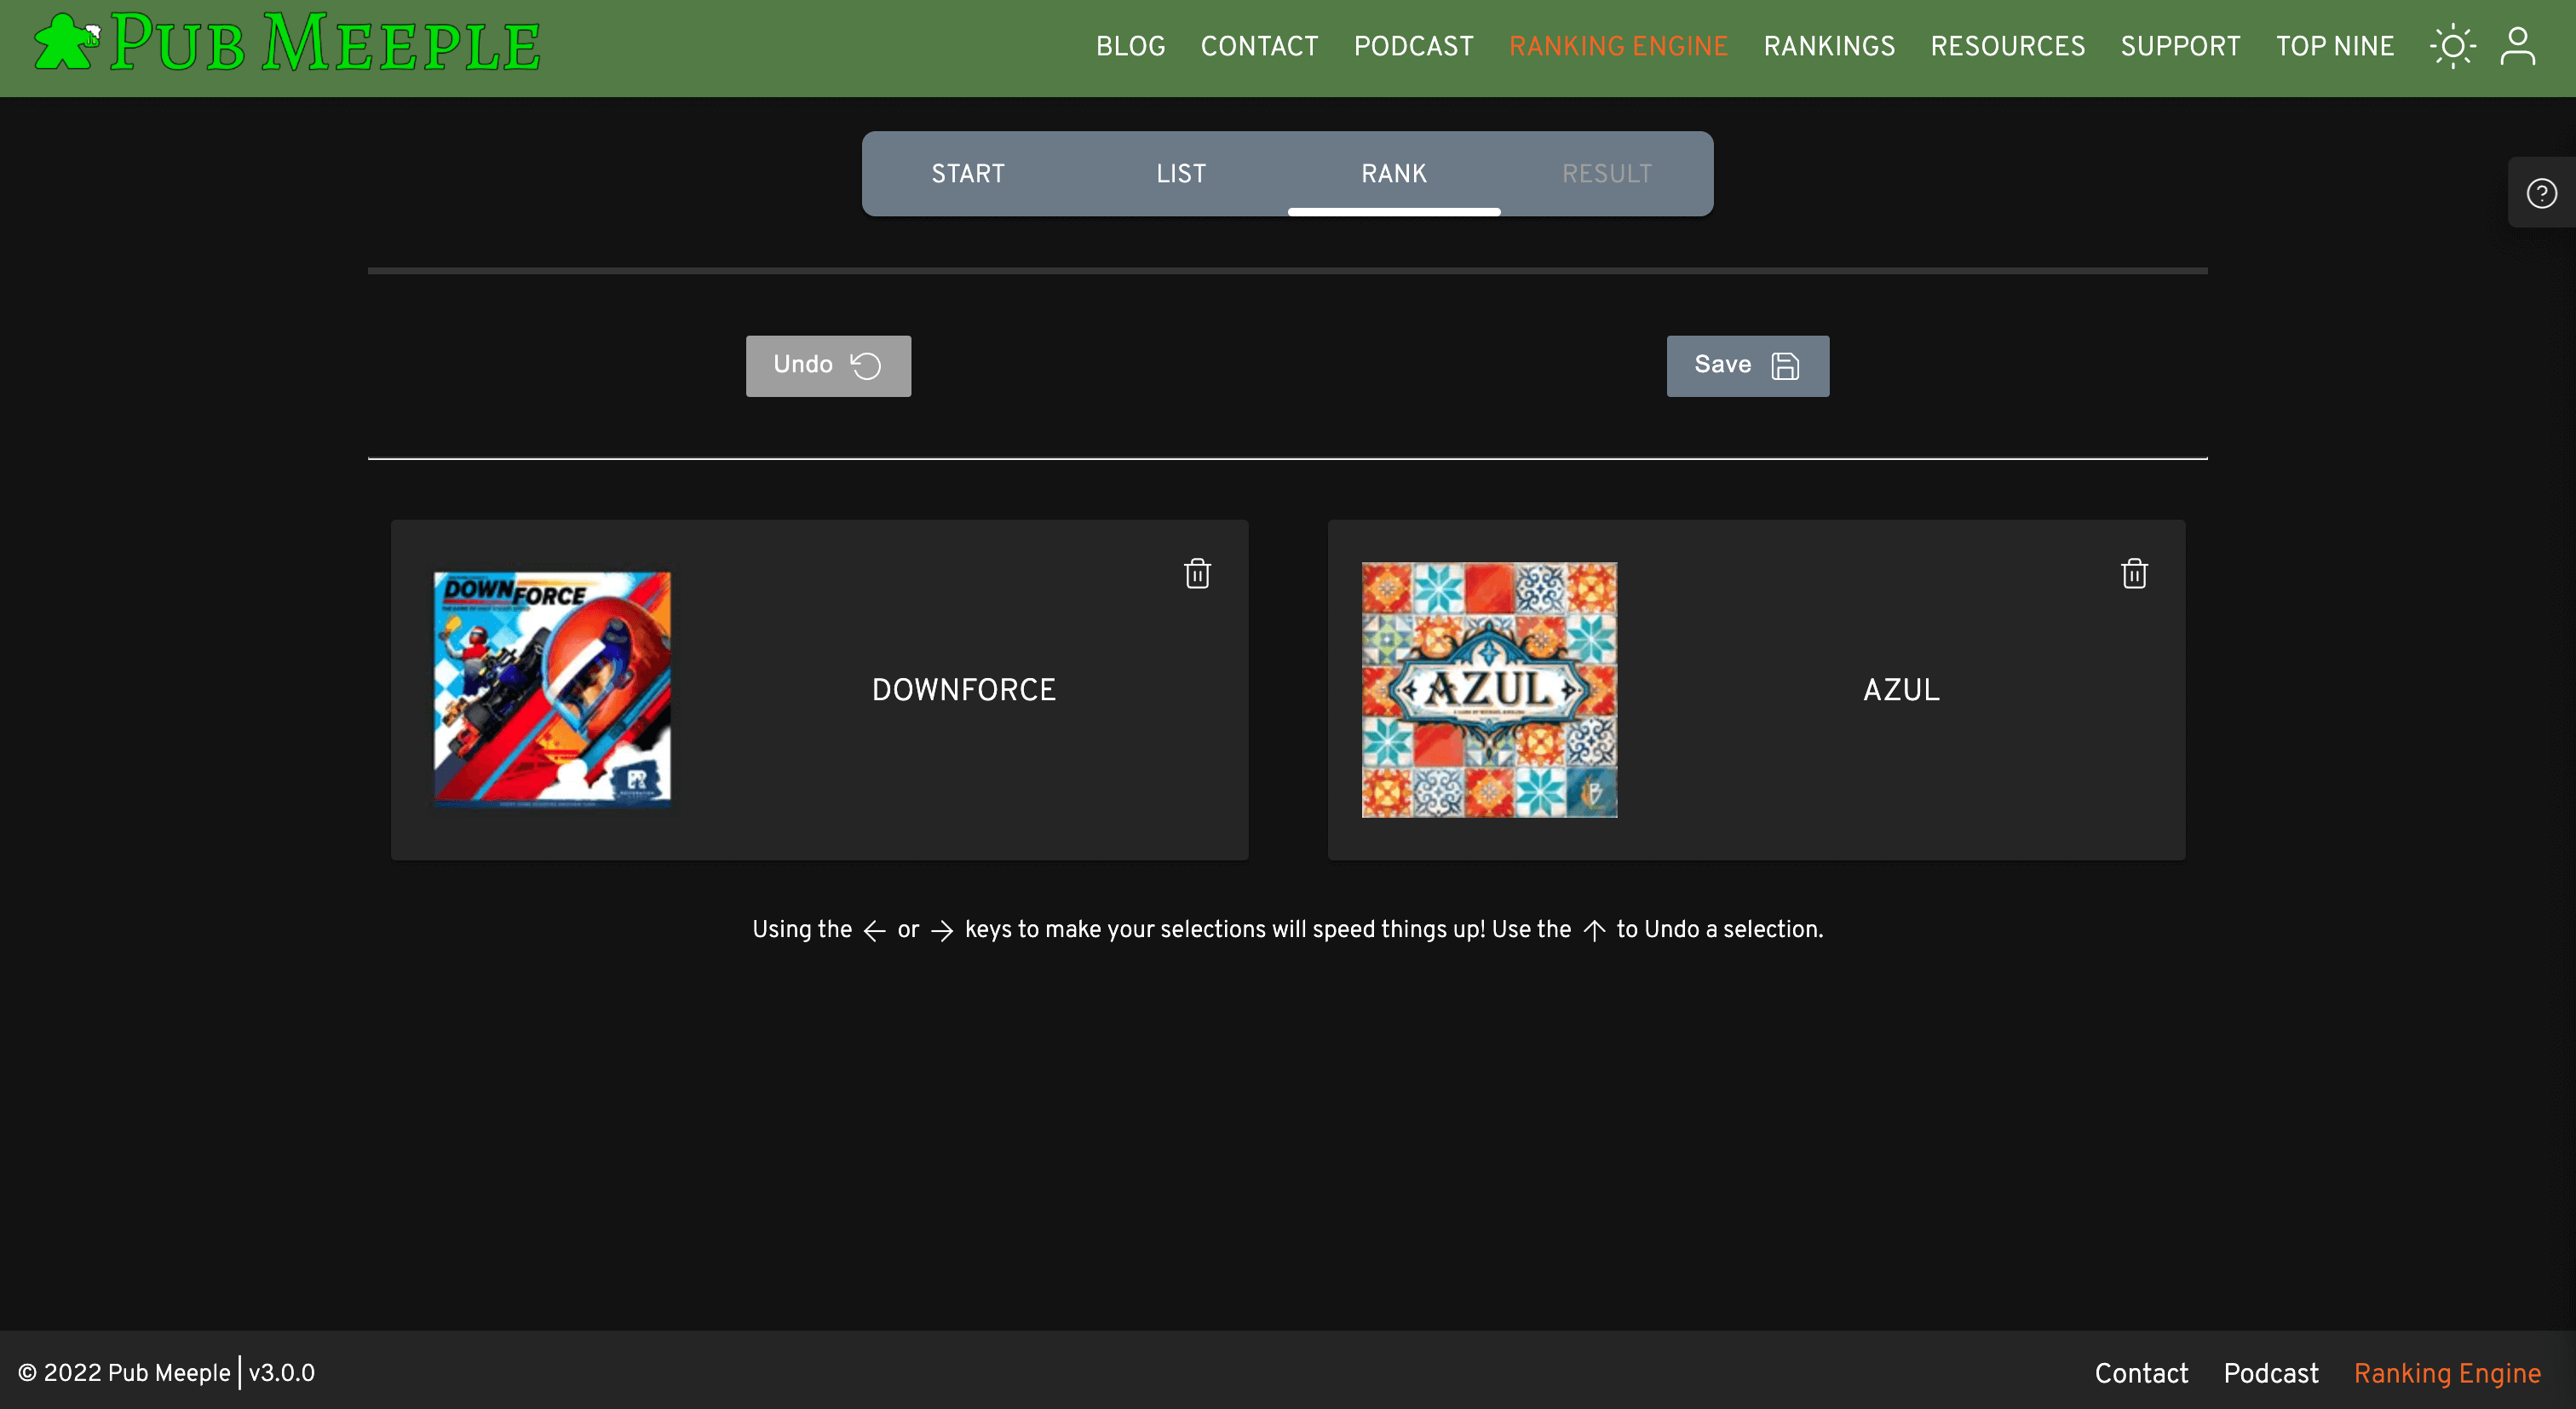 PUB MEEPLE
BLOG CONTACT PODCAST RANKING ENGINE RANKINGS RESOURCES SUPPORT TOP NINE
START LIST RANK RESULT
Undo Save
DOWNFORCE
DOWNFORCE
AZUL
AZUL
Using the ← or → keys to make your selections will speed things up! Use the ↑ to Undo a selection.
© 2022 Pub Meeple | v3.0.0
Contact Podcast Ranking Engine